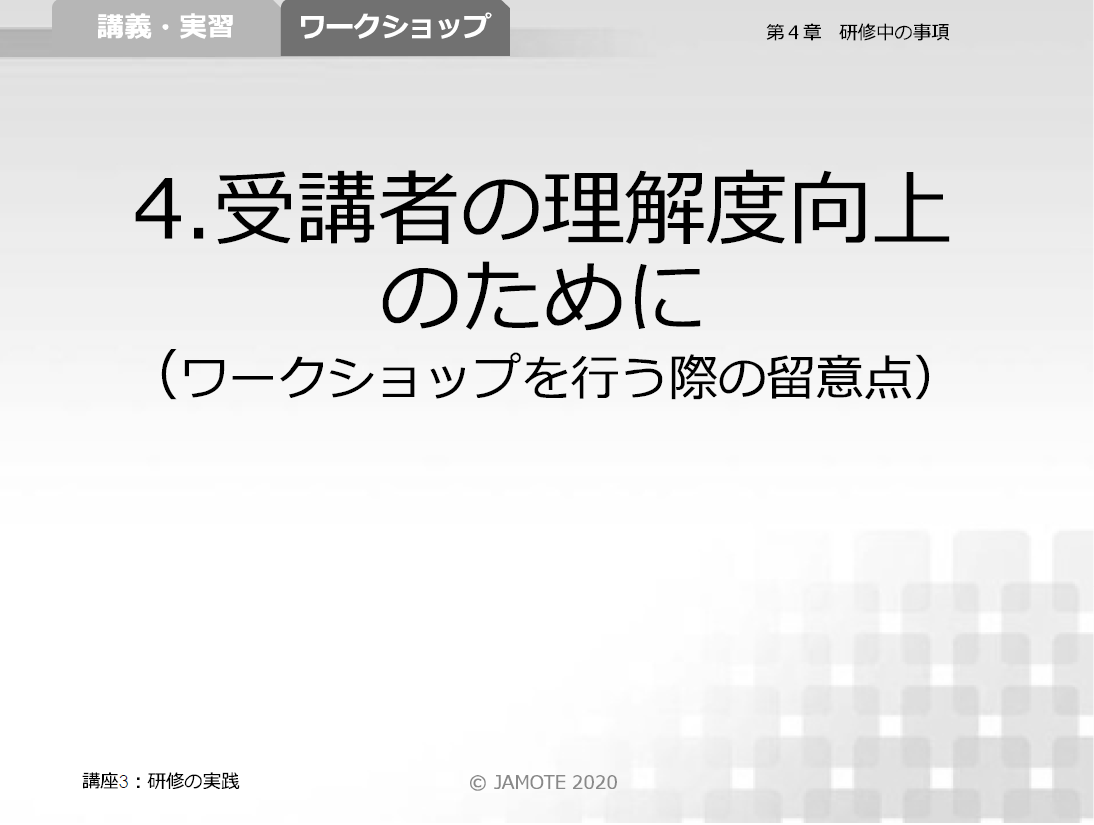 講義・実習
ワークショップ
第４章　研修中の事項
4.受講者の理解度向上
のために
（ワークショップを行う際の留意点）
講座3：研修の実践
© JAMOTE 2020